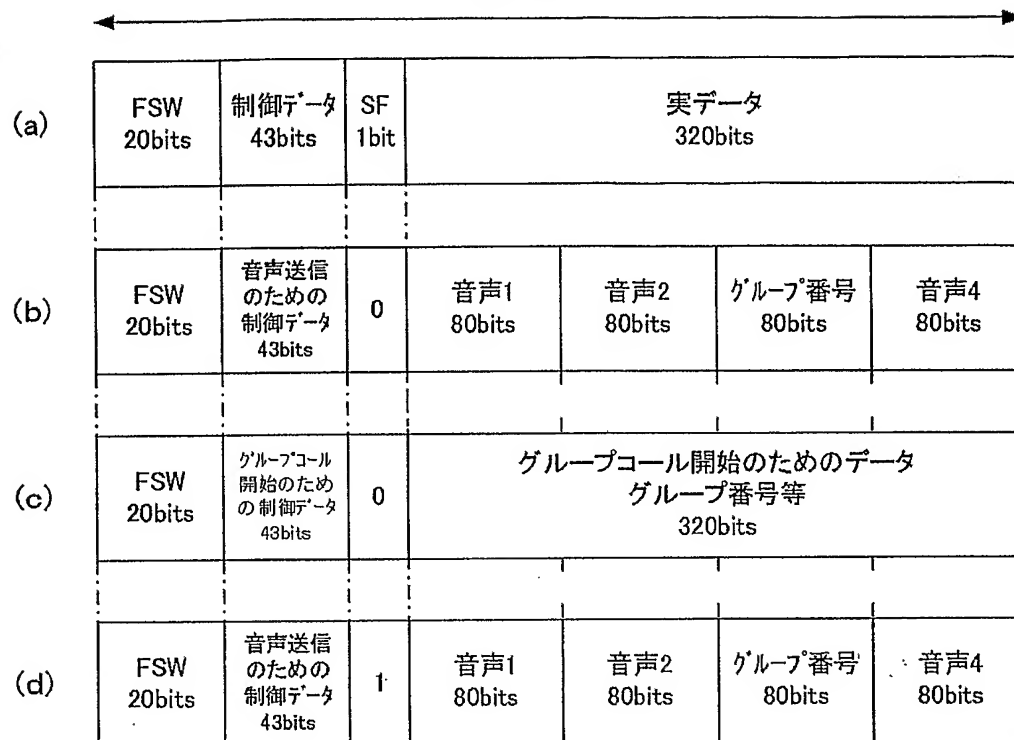 (a)
FSW
20bits
制御データ
43bits
SF
1bit
実データ
320bits
(b)
FSW
20bits
音声送信
のための
制御データ
43bits
0
音声1
80bits
音声2
80bits
グループ番号
80bits
音声4
80bits
(c)
FSW
20bits
グループコール
開始のため
の制御データ
43bits
0
グループコール開始のためのデータ
グループ番号等
320bits
(d)
FSW
20bits
音声送信
のための
制御データ
43bits
1
音声1
80bits
音声2
80bits
グループ番号
80bits
音声4
80bits